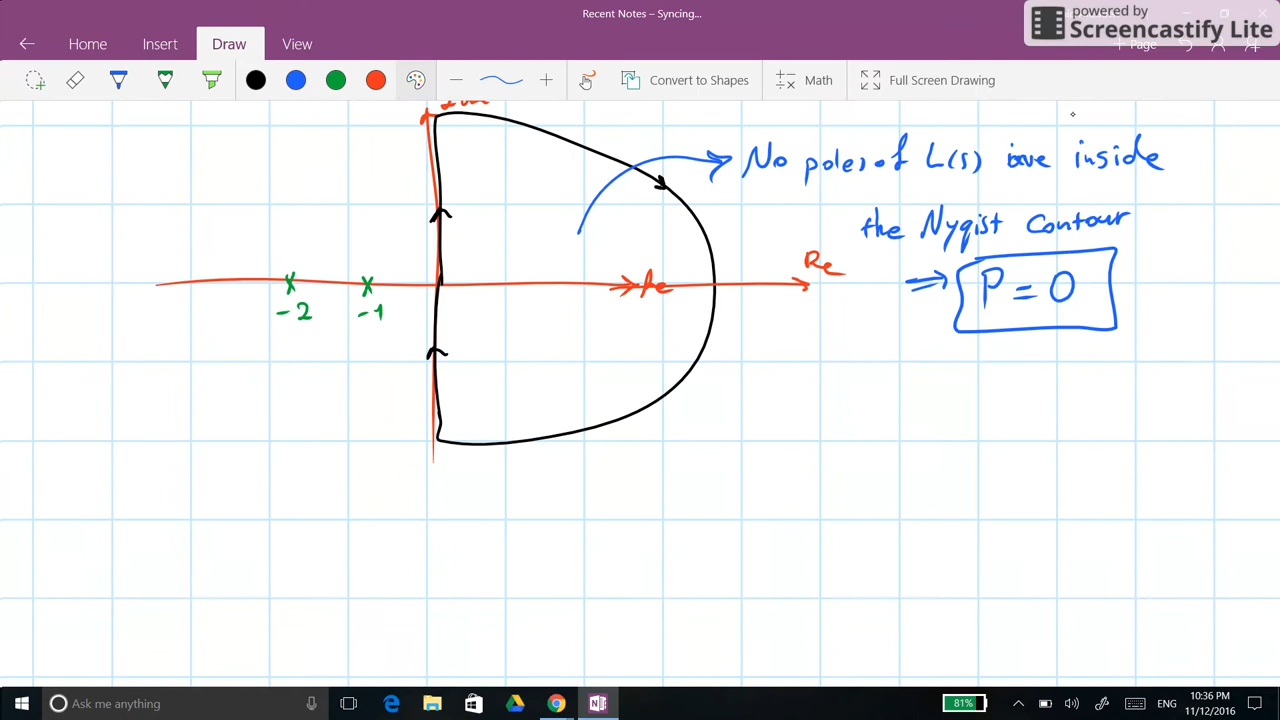 Recent Notes – Syncing...
powered by
Screencastify Lite
Home Insert Draw View
+ Page
Convert to Shapes
Math
Full Screen Drawing
No poles of L(s) inside
the Nyqist Contour
⇒ P = 0
Re
Re
-2 -1
Ask me anything
81%
ENG
10:36 PM
11/12/2016